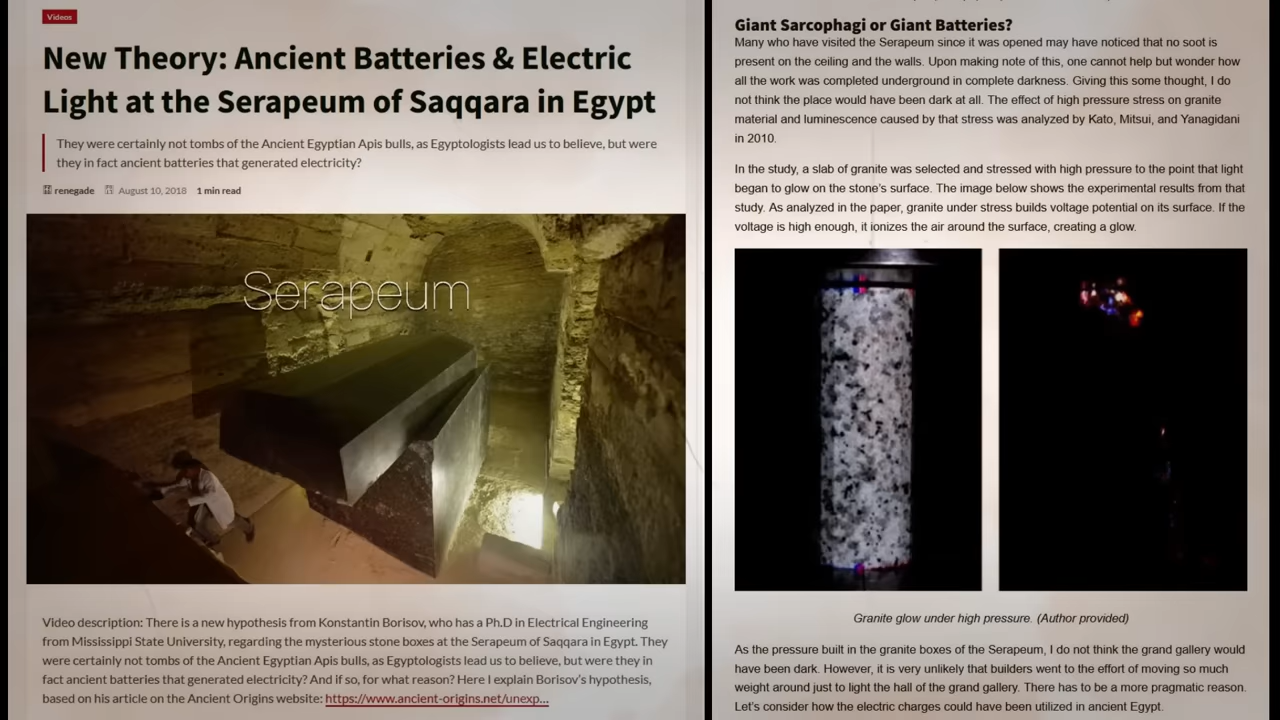 Videos
New Theory: Ancient Batteries & Electric
Light at the Serapeum of Saqqara in Egypt
They were certainly not tombs of the Ancient Egyptian Apis bulls, as Egyptologists lead us to believe, but were
they in fact ancient batteries that generated electricity?
renegade August 10, 2018 1 min read
Serapeum
Video description: There is a new hypothesis from Konstantin Borisov, who has a Ph.D in Electrical Engineering
from Mississippi State University, regarding the mysterious stone boxes at the Serapeum of Saqqara in Egypt. They
were certainly not tombs of the Ancient Egyptian Apis bulls, as Egyptologists lead us to believe, but were they in
fact ancient batteries that generated electricity? And if so, for what reason? Here I explain Borisov's hypothesis,
based on his article on the Ancient Origins website: https://www.ancient-origins.net/unexp...
Giant Sarcophagi or Giant Batteries?
Many who have visited the Serapeum since it was opened may have noticed that no soot is
present on the ceiling and the walls. Upon making note of this, one cannot help but wonder how
all the work was completed underground in complete darkness. Giving this some thought, I do
not think the place would have been dark at all. The effect of high pressure stress on granite
material and luminescence caused by that stress was analyzed by Kato, Mitsui, and Yanagidani
in 2010.
In the study, a slab of granite was selected and stressed with high pressure to the point that light
began to glow on the stone's surface. The image below shows the experimental results from that
study. As analyzed in the paper, granite under stress builds voltage potential on its surface. If the
voltage is high enough, it ionizes the air around the surface, creating a glow.
Granite glow under high pressure. (Author provided)
As the pressure built in the granite boxes of the Serapeum, I do not think the grand gallery would
have been dark. However, it is very unlikely that builders went to the effort of moving so much
weight around just to light the hall of the grand gallery. There has to be a more pragmatic reason.
Let's consider how the electric charges could have been utilized in ancient Egypt.